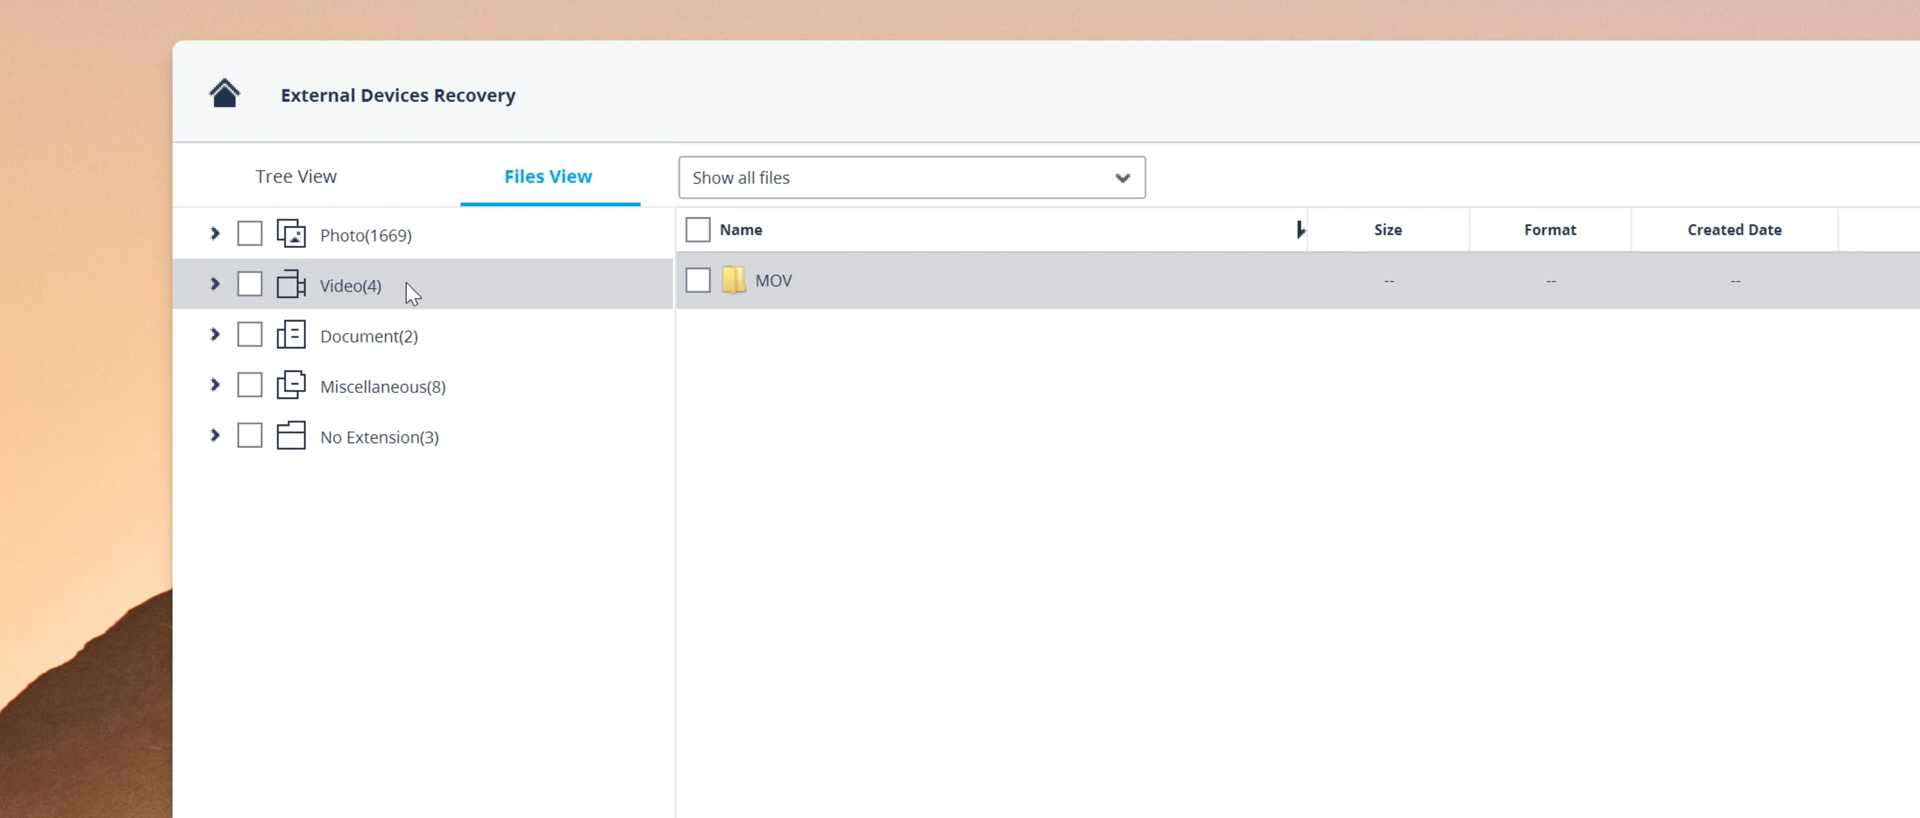 External Devices Recovery
Tree View
Files View
Show all files
Photo(1669)
Video(4)
Document(2)
Miscellaneous(8)
No Extension(3)
Name
Size
Format
Created Date
MOV
--
--
--